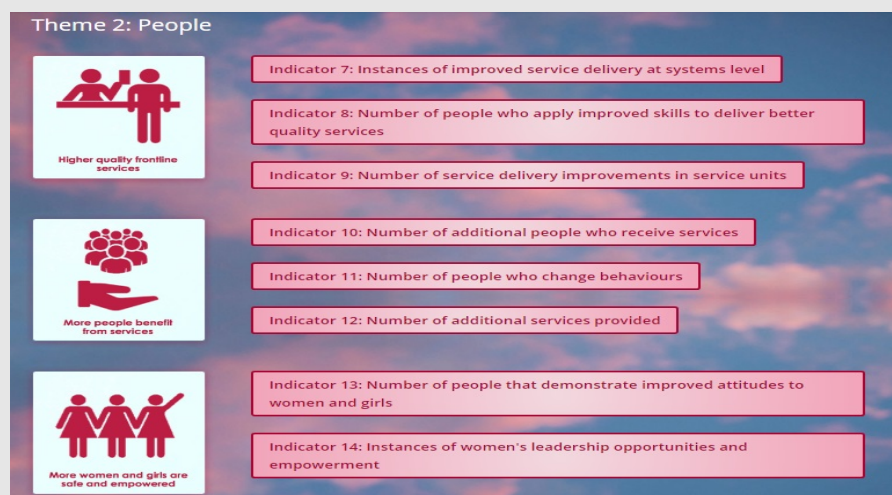 Theme 2: People
Higher quality frontline
services
Indicator 7: Instances of improved service delivery at systems level
Indicator 8: Number of people who apply improved skills to deliver better
quality services
Indicator 9: Number of service delivery improvements in service units
More people benefit
from services
Indicator 10: Number of additional people who receive services
Indicator 11: Number of people who change behaviours
Indicator 12: Number of additional services provided
More women and girls are
safe and empowered
Indicator 13: Number of people that demonstrate improved attitudes to
women and girls
Indicator 14: Instances of women's leadership opportunities and
empowerment